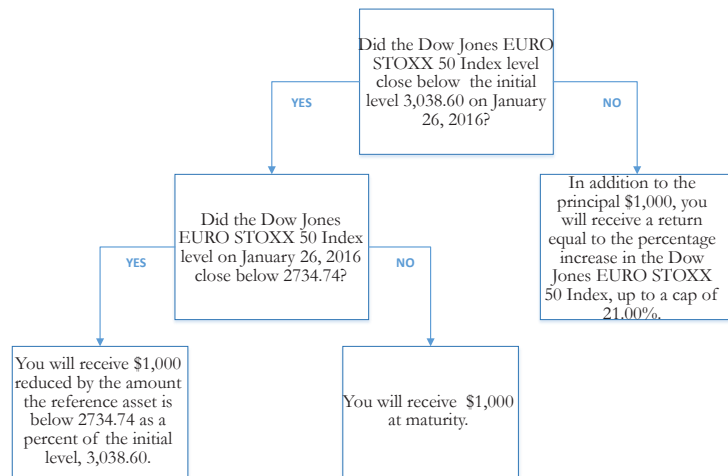 Did the Dow Jones EURO
STOXX 50 Index level
close below the initial
level 3,038.60 on January
26, 2016?
YES
NO
Did the Dow Jones
EURO STOXX 50 Index
level on January 26, 2016
close below 2734.74?
In addition to the
principal $1,000, you
will receive a return
equal to the percentage
increase in the Dow
Jones EURO STOXX
50 Index, up to a cap of
21.00%.
YES
NO
You will receive $1,000
reduced by the amount
the reference asset is
below 2734.74 as a
percent of the initial
level, 3,038.60.
You will receive $1,000
at maturity.